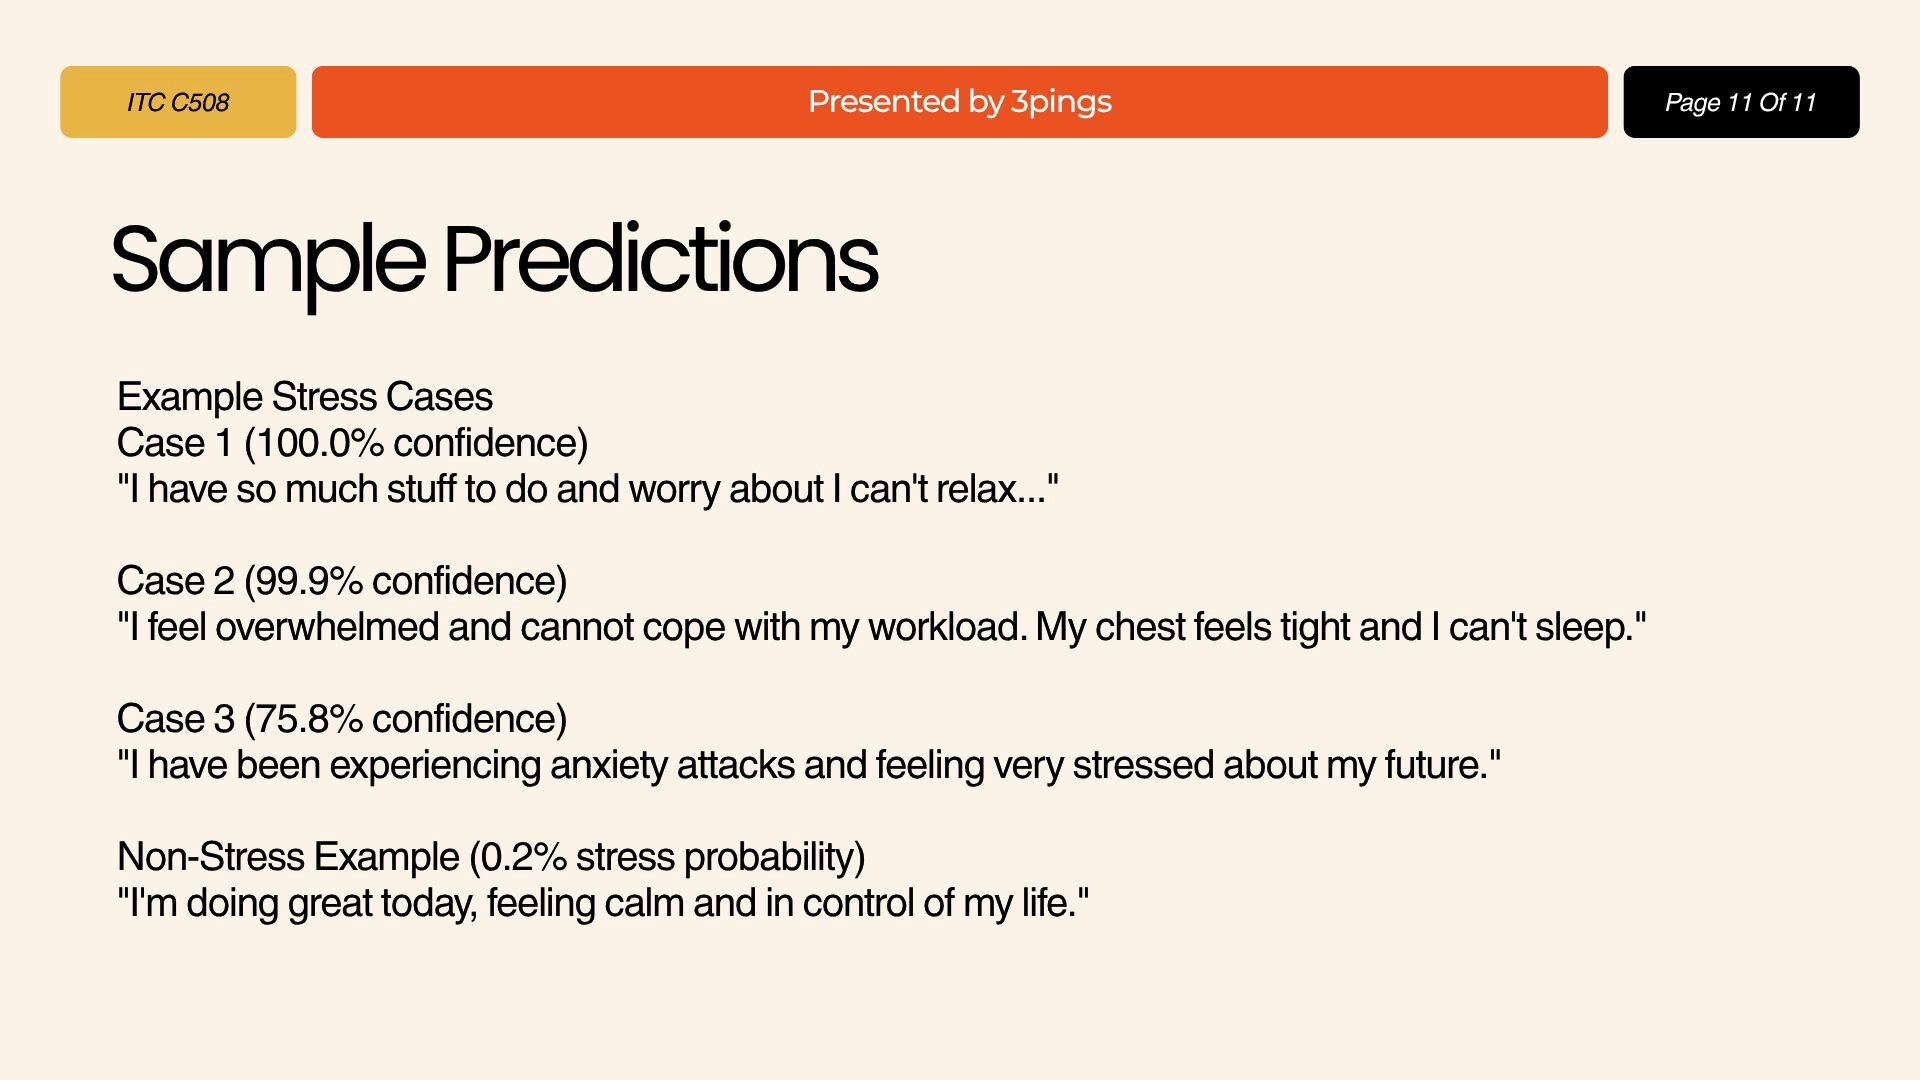 ITC C508
Presented by 3pings
Page 11 Of 11
Sample Predictions
Example Stress Cases
Case 1 (100.0% confidence)
"I have so much stuff to do and worry about I can't relax..."
Case 2 (99.9% confidence)
"I feel overwhelmed and cannot cope with my workload. My chest feels tight and I can't sleep."
Case 3 (75.8% confidence)
"I have been experiencing anxiety attacks and feeling very stressed about my future."
Non-Stress Example (0.2% stress probability)
"I'm doing great today, feeling calm and in control of my life."